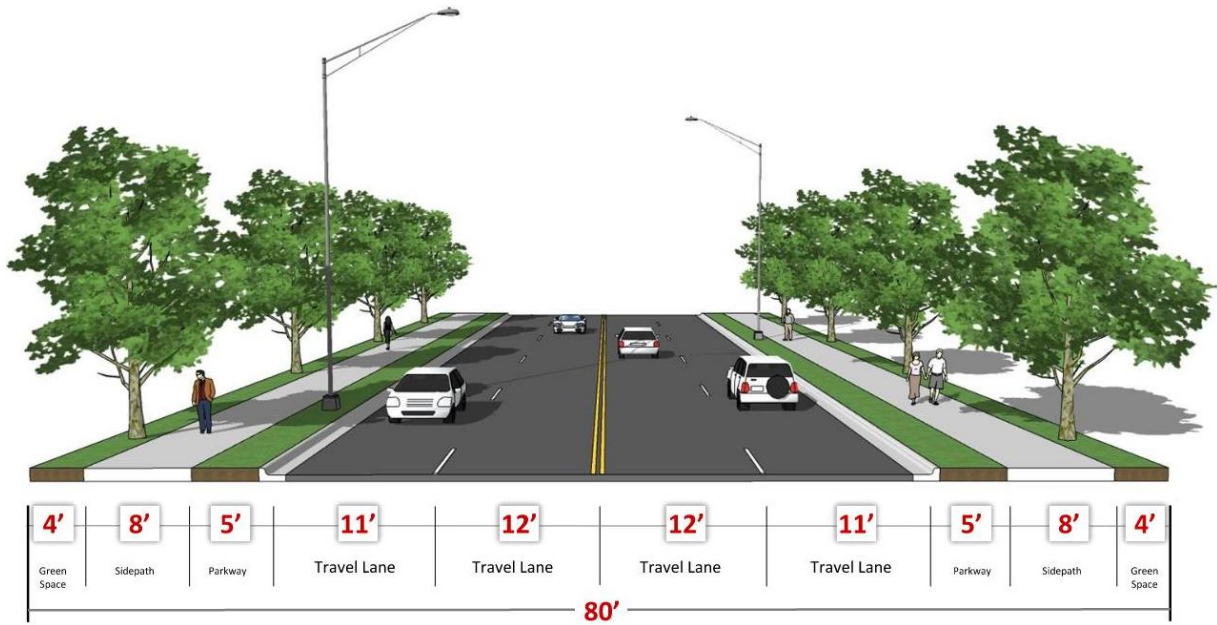 4’ 8’ 5’ 11’ 12’ 12’ 11’ 5’ 8’ 4’
Green Space Sidepath Parkway Travel Lane Travel Lane Travel Lane Travel Lane Parkway Sidepath Green Space
80’